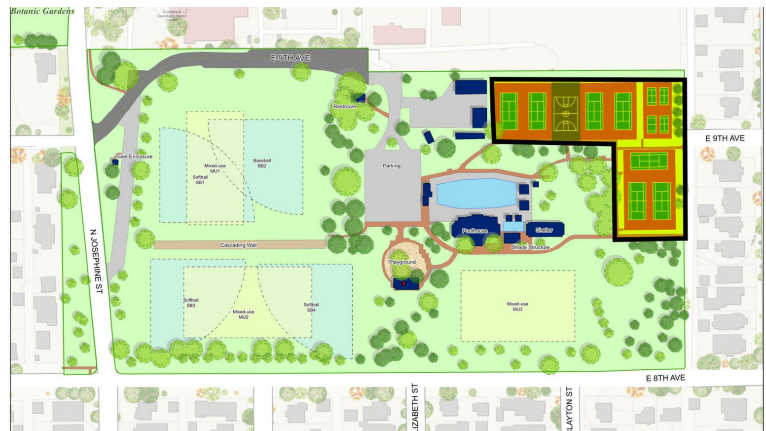 Botanic Gardens
E 9TH AVE
Restroom
E 9TH AVE
Toilet Enclosure
Mixed-use
MU1
Baseball
BB2
Softball
SB1
Parking
N JOSEPHINE ST
Poolhouse
Shelter
Cascading Wall
Shade Structure
Playground
Softball
SB3
Mixed-use
MU2
Softball
SB4
Mixed-use
MU3
E 8TH AVE
LIZABETH ST
CLAYTON ST